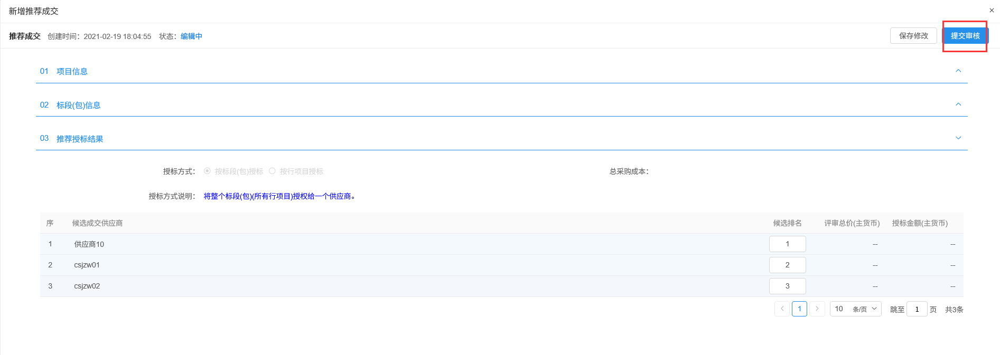 新增推荐成交
×
推荐成交 创建时间：2021-02-19 18:04:55 状态：编辑中 保存修改 提交审核
01 项目信息
02 标段(包)信息
03 推荐授标结果
授标方式： 按标段(包)授标 按行项目授标 总采购成本：
授标方式说明： 将整个标段(包)(所有行项目)授权给一个供应商。
序 候选成交供应商 候选排名 评审总价(主货币) 授标金额(主货币)
1 供应商10 1 -- --
2 csjzw01 2 -- --
3 csjzw02 3 -- --
< 1 > 10 条/页 跳至 1 页 共3条